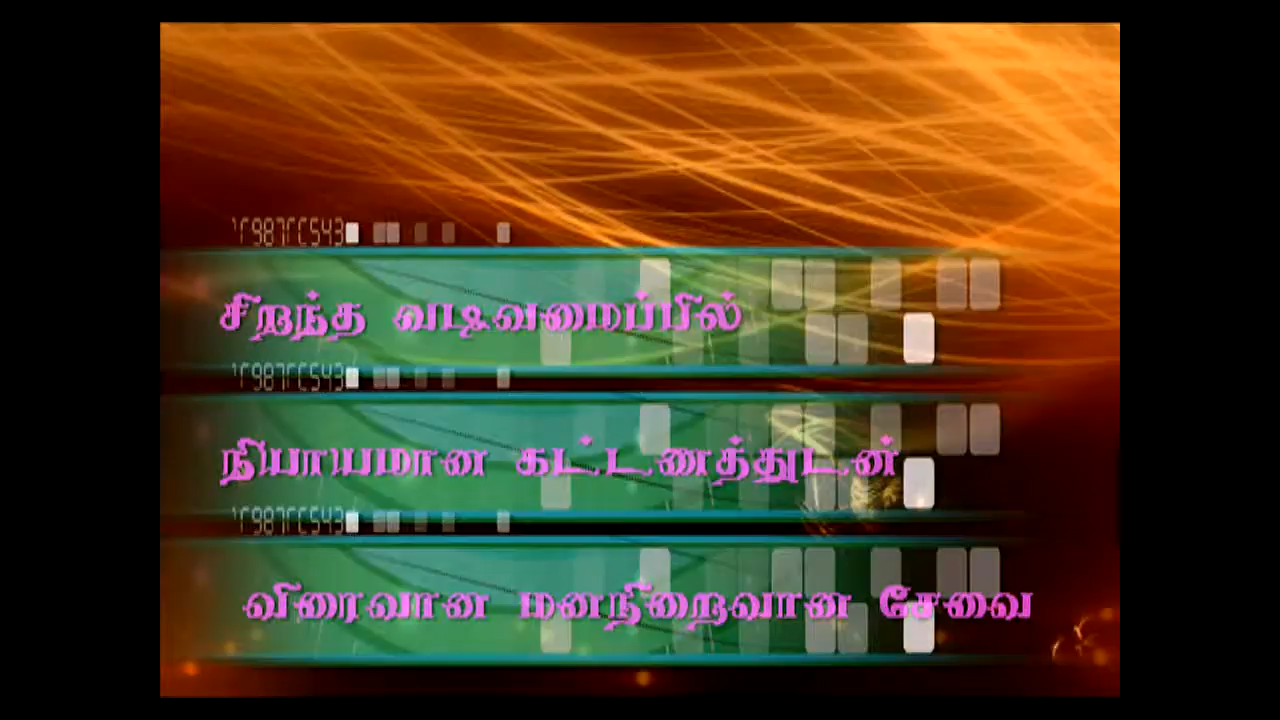 சிறந்த வடிவமைப்பில்
நியாயமான கட்டணத்துடன்
விரைவான மனநிறைவான சேவை